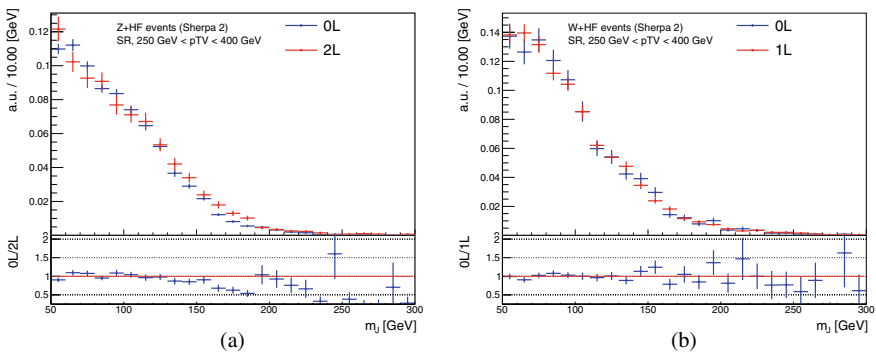 a.u. / 10.00 [GeV]
0.12
0.1
0.08
0.06
0.04
0.02
0
Z+HF events (Sherpa 2)
SR, 250 GeV < pTV < 400 GeV
0L
2L
0L/2L
2
1.5
1
0.5
50 100 150 200 250 300
m_J [GeV]
(a)
a.u. / 10.00 [GeV]
0.14
0.12
0.1
0.08
0.06
0.04
0.02
0
W+HF events (Sherpa 2)
SR, 250 GeV < pTV < 400 GeV
0L
1L
0L/1L
2
1.5
1
0.5
50 100 150 200 250 300
m_J [GeV]
(b)